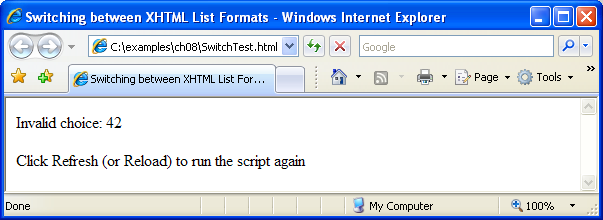 Switching between XHTML List Formats - Windows Internet Explorer
C:\examples\ch08\SwitchTest.html
Google
Switching between XHTML List For...
Page
Tools
»
Invalid choice: 42
Click Refresh (or Reload) to run the script again
Done
My Computer
100%